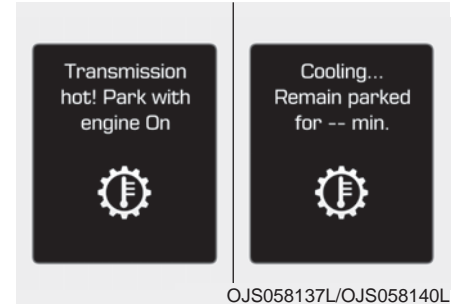 Transmission
hot! Park with
engine On
Cooling...
Remain parked
for -- min.
OJS058137L/OJS058140L